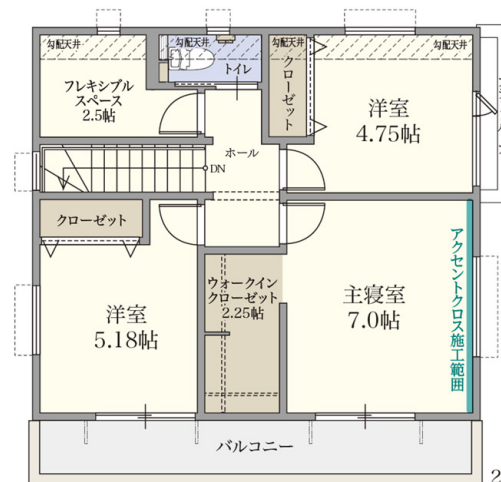 勾配天井
勾配天井
勾配天井
勾配天井
トイレ
フレキシブル
スペース
2.5帖
クローゼット
洋室
4.75帖
ホール
DN
クローゼット
洋室
5.18帖
ウォークイン
クローゼット
2.25帖
主寝室
7.0帖
アクセントクロス施工範囲
バルコニー
2